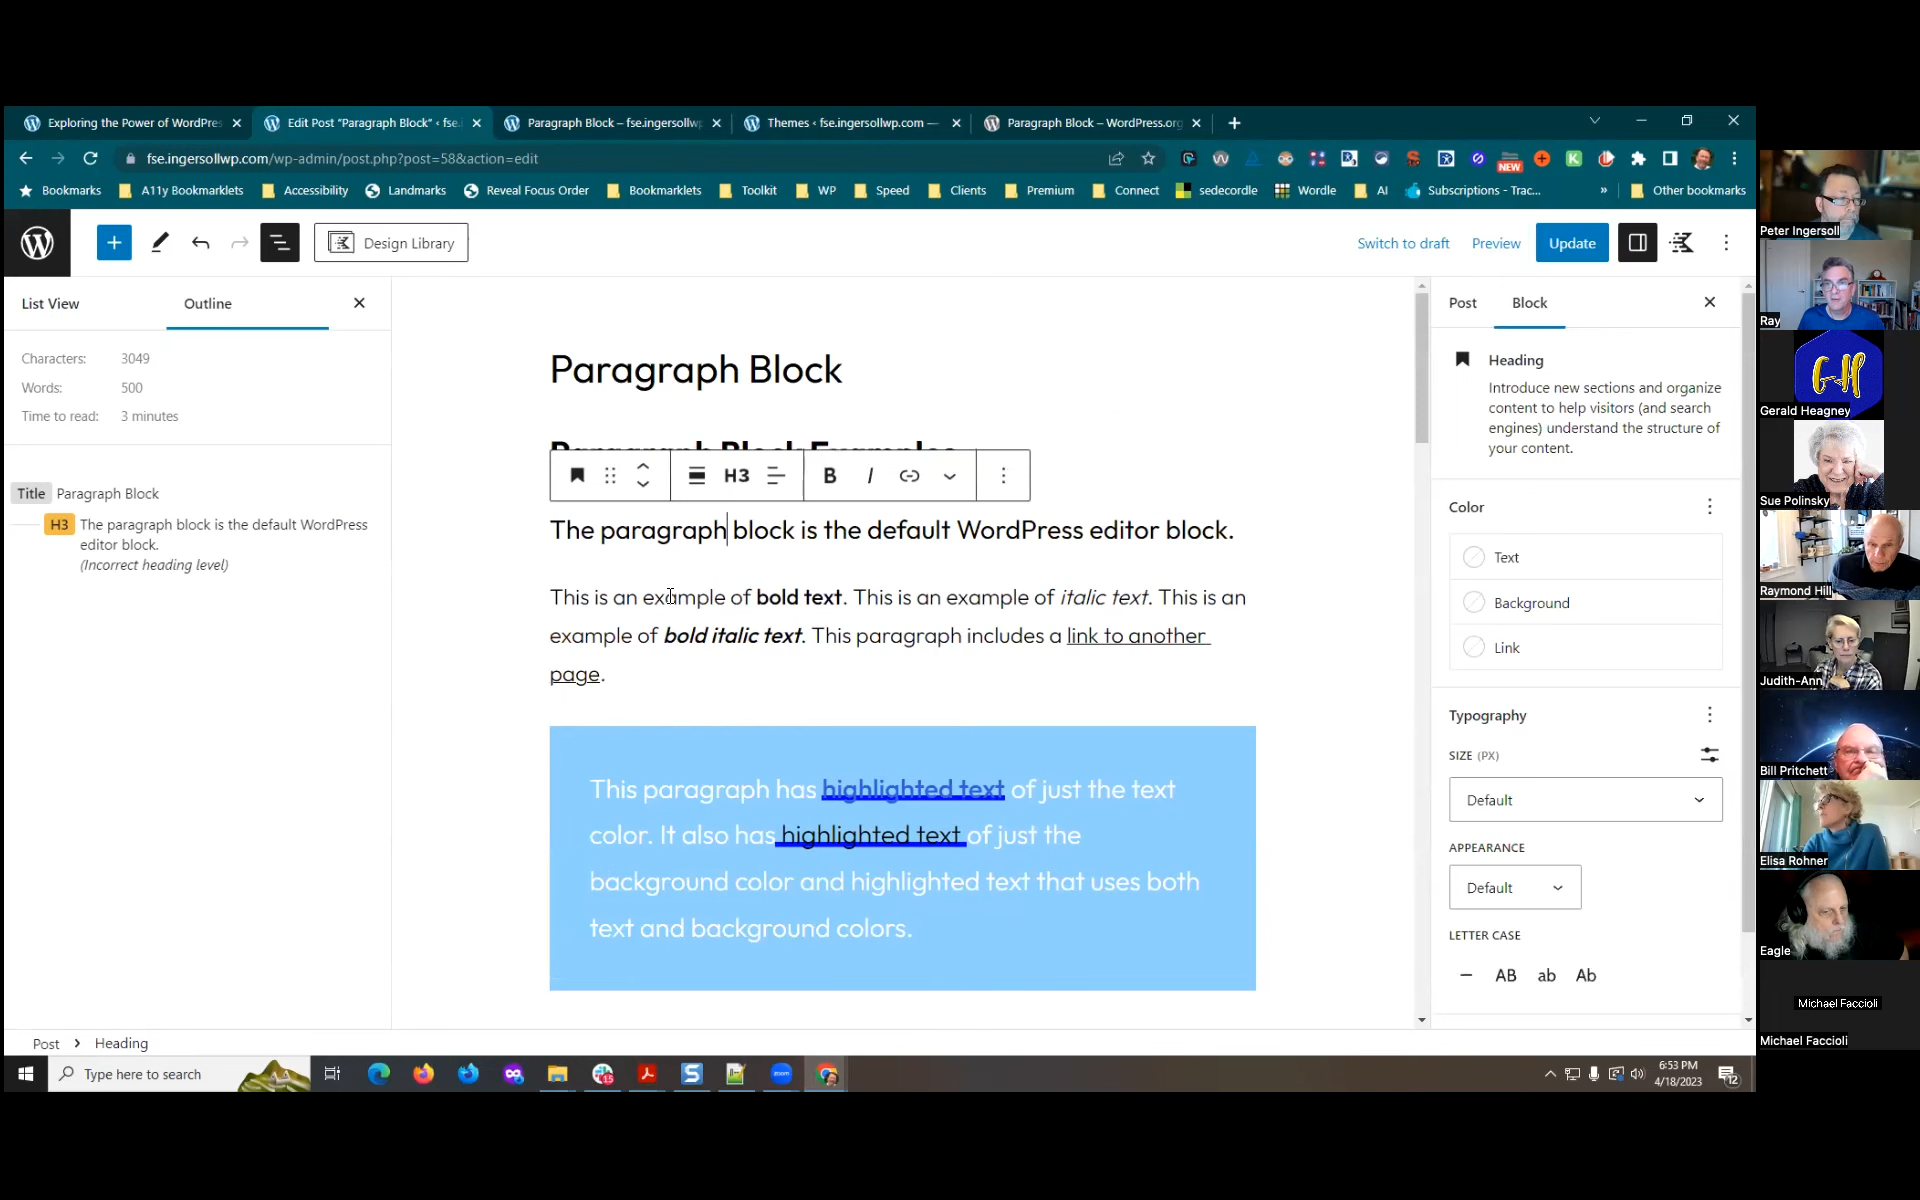 Exploring the Power of WordPres
Edit Post “Paragraph Block” ‹ fse.
Paragraph Block – fse.ingersollw
Themes ‹ fse.ingersollwp.com —
Paragraph Block – WordPress.org
fse.ingersollwp.com/wp-admin/post.php?post=58&action=edit
NEW
Bookmarks
A11y Bookmarklets
Accessibility
Landmarks
Reveal Focus Order
Bookmarklets
Toolkit
WP
Speed
Clients
Premium
Connect
sedecordle
Wordle
AI
Subscriptions - Trac...
»
Other bookmarks
Design Library
Switch to draft
Preview
Update
List View
Outline
Characters: 3049
Words: 500
Time to read: 3 minutes
Title Paragraph Block
H3 The paragraph block is the default WordPress
editor block.
(Incorrect heading level)
Paragraph Block
Paragraph Block Examples
H3 B I
The paragraph block is the default WordPress editor block.
This is an example of bold text. This is an example of italic text. This is an
example of bold italic text. This paragraph includes a link to another
page.
This paragraph has highlighted text of just the text
color. It also has highlighted text of just the
background color and highlighted text that uses both
text and background colors.
Post
Block
Heading
Introduce new sections and organize
content to help visitors (and search
engines) understand the structure of
your content.
Color
Text
Background
Link
Typography
SIZE (PX)
Default
APPEARANCE
Default
LETTER CASE
— AB ab Ab
Post > Heading
Type here to search
15
zoom
6:53 PM
4/18/2023
12
Peter Ingersoll
Ray
GH
Gerald Heagney
Sue Polinsky
Raymond Hill
Judith-Ann
Bill Pritchett
Elisa Rohner
Eagle
Michael Faccioli
Michael Faccioli